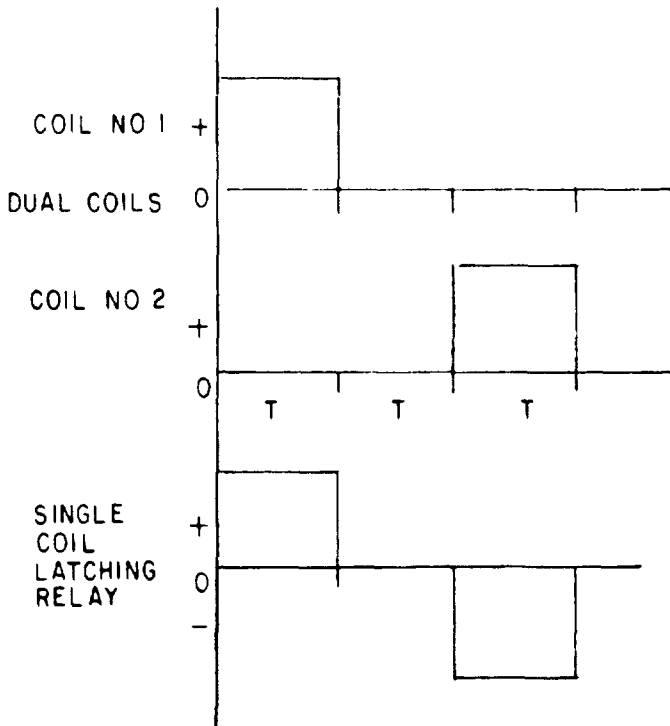 COIL NO 1 +
DUAL COILS 0
COIL NO 2
+
0
T T T
SINGLE
+
COIL
LATCHING 0
RELAY
-